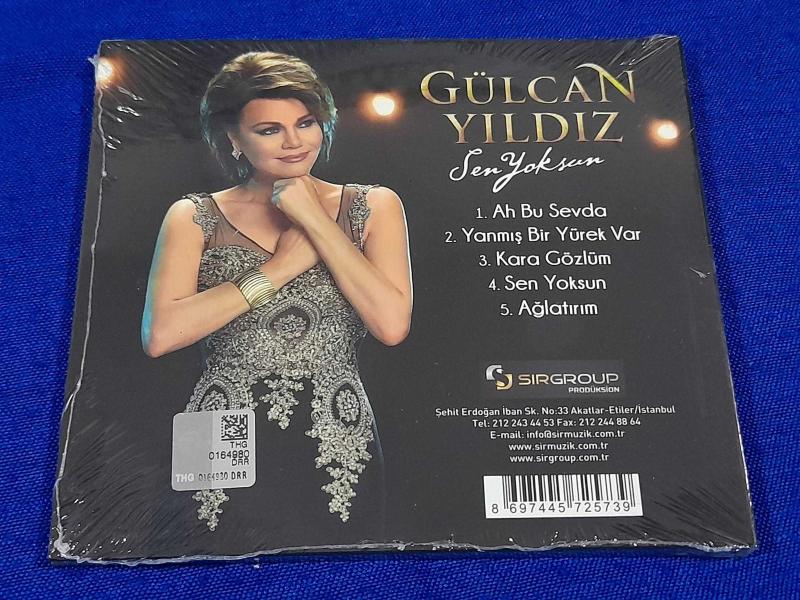 GÜLCAN
YILDIZ
Sen Yoksun
1. Ah Bu Sevda
2. Yanmış Bir Yürek Var
3. Kara Gözlüm
4. Sen Yoksun
5. Ağlatırım
SIRGROUP
PRODÜKSİON
Şehit Erdoğan İban Sk. No:33 Akatlar-Etiler/İstanbul
Tel: 212 243 44 53 Fax: 212 244 88 64
E-mail: info@sirmuzik.com.tr
www.sirmuzik.com.tr
www.sirgroup.com.tr
8 697445 725739
THG
0164980
DRR
THG 0164980 DRR